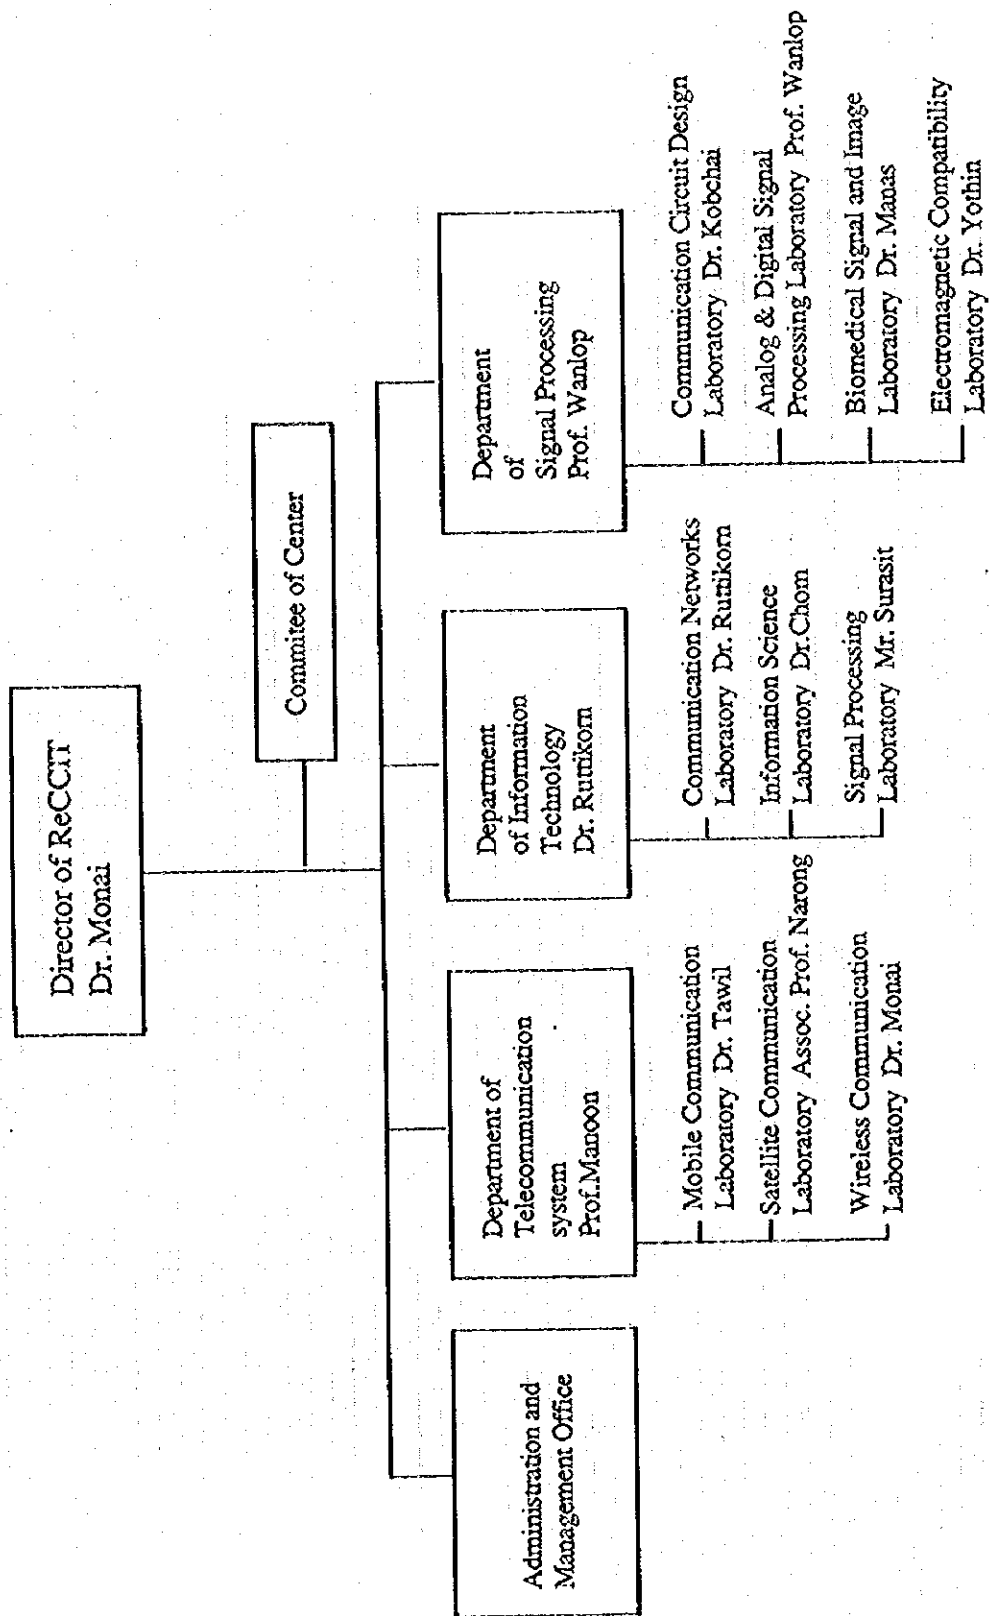 Director of ReCCIT
Dr. Monai
Commitee of Center
Administration and
Management Office
Department of
Telecommunication
system
Prof.Manoon
Mobile Communication
Laboratory Dr. Tawil
Satellite Communication
Laboratory Assoc. Prof. Narong
Wireless Communication
Laboratory Dr. Monai
Department
of Information
Technology
Dr. Ruttikorn
Communication Networks
Laboratory Dr. Ruttikorn
Information Science
Laboratory Dr.Chom
Signal Processing
Laboratory Mr. Surasit
Department
of
Signal Processing
Prof. Wanlop
Communication Circuit Design
Laboratory Dr. Kobchai
Analog & Digital Signal
Processing Laboratory Prof. Wanlop
Biomedical Signal and Image
Laboratory Dr. Manas
Electromagnetic Compatibility
Laboratory Dr. Yothin